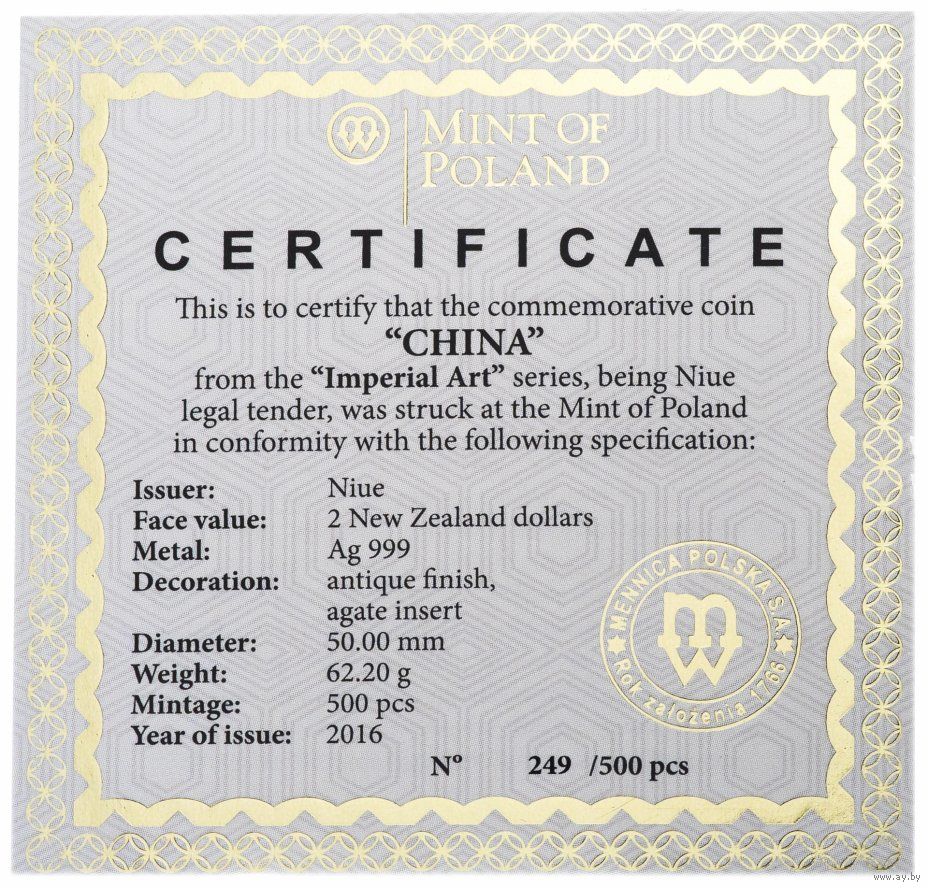 MINT OF
POLAND
CERTIFICATE
This is to certify that the commemorative coin
“CHINA”
from the “Imperial Art” series, being Niue
legal tender, was struck at the Mint of Poland
in conformity with the following specification:
Issuer: Niue
Face value: 2 New Zealand dollars
Metal: Ag 999
Decoration: antique finish,
agate insert
Diameter: 50.00 mm
Weight: 62.20 g
Mintage: 500 pcs
Year of issue: 2016
MENNICA POLSKA S.A.
Rok założenia 1766
Nº 249 /500 pcs
www.ay.by